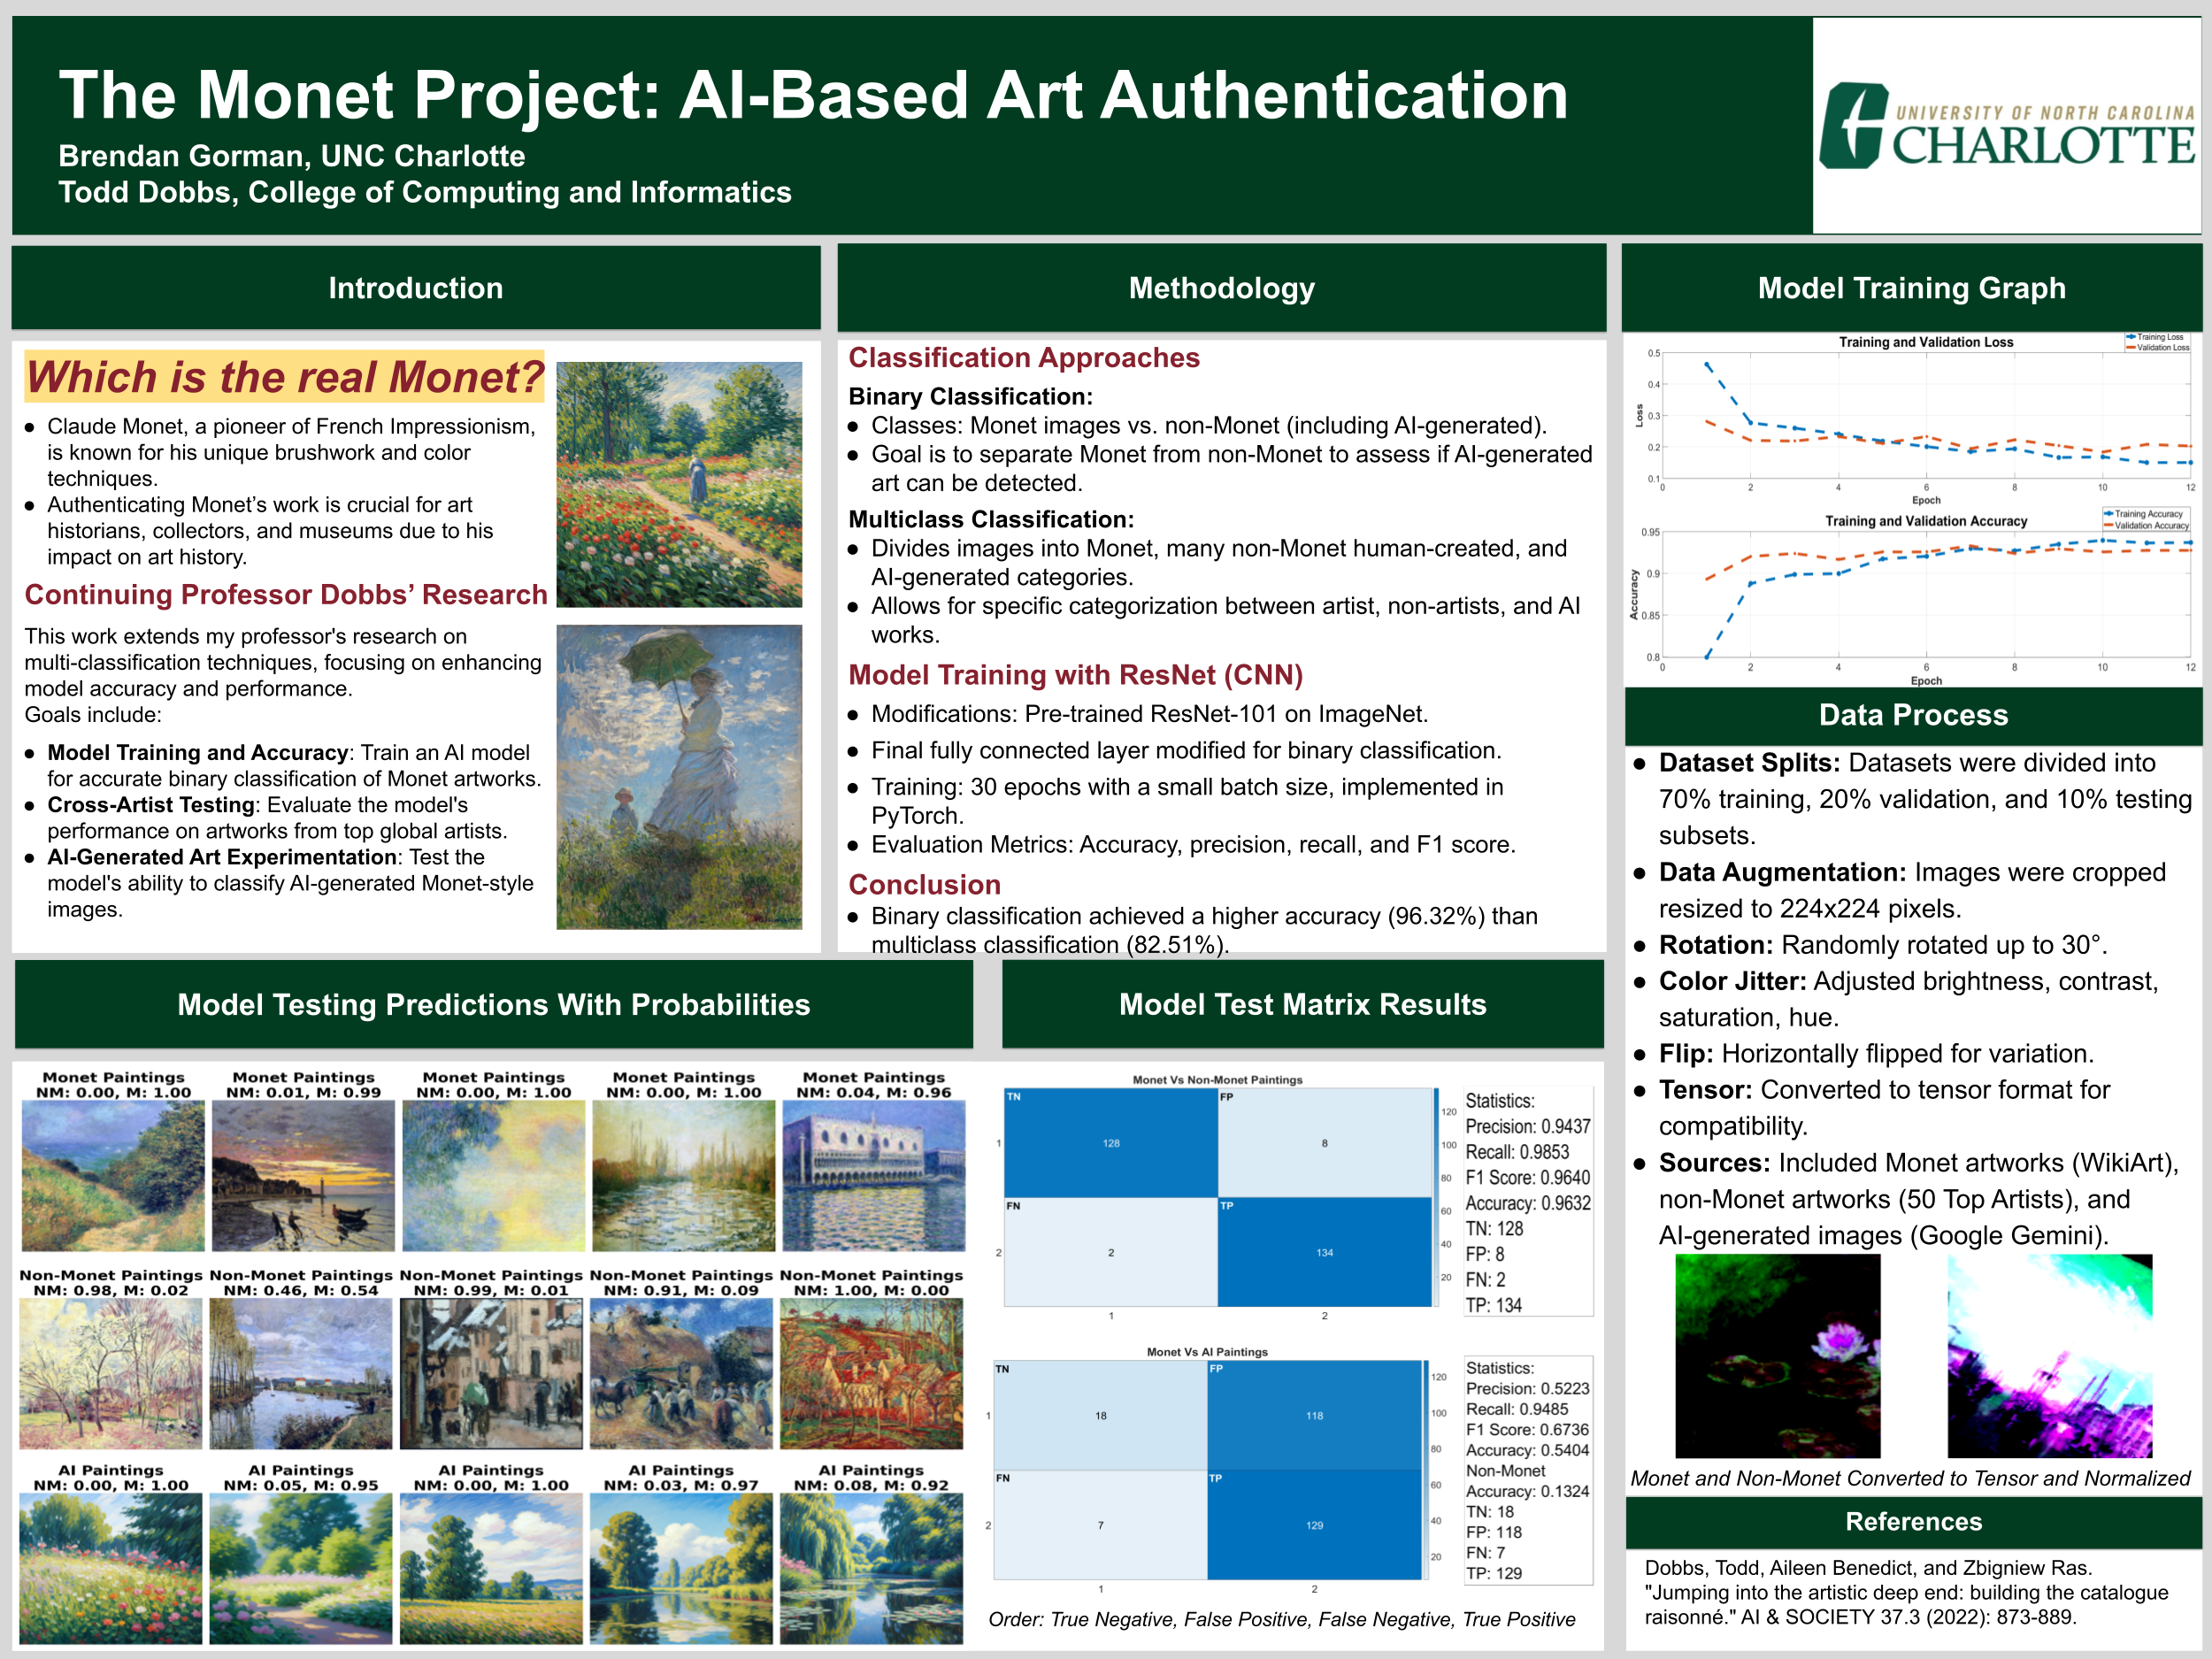 The Monet Project: AI-Based Art Authentication
Brendan Gorman, UNC Charlotte
Todd Dobbs, College of Computing and Informatics
UNIVERSITY OF NORTH CAROLINA
CHARLOTTE
Introduction
Which is the real Monet?
● Claude Monet, a pioneer of French Impressionism,
is known for his unique brushwork and color
techniques.
● Authenticating Monet’s work is crucial for art
historians, collectors, and museums due to his
impact on art history.
Continuing Professor Dobbs’ Research
This work extends my professor's research on
multi-classification techniques, focusing on enhancing
model accuracy and performance.
Goals include:
● Model Training and Accuracy: Train an AI model
for accurate binary classification of Monet artworks.
● Cross-Artist Testing: Evaluate the model's
performance on artworks from top global artists.
● AI-Generated Art Experimentation: Test the
model's ability to classify AI-generated Monet-style
images.
Methodology
Classification Approaches
Binary Classification:
● Classes: Monet images vs. non-Monet (including AI-generated).
● Goal is to separate Monet from non-Monet to assess if AI-generated
art can be detected.
Multiclass Classification:
● Divides images into Monet, many non-Monet human-created, and
AI-generated categories.
● Allows for specific categorization between artist, non-artists, and AI
works.
Model Training with ResNet (CNN)
● Modifications: Pre-trained ResNet-101 on ImageNet.
● Final fully connected layer modified for binary classification.
● Training: 30 epochs with a small batch size, implemented in
PyTorch.
● Evaluation Metrics: Accuracy, precision, recall, and F1 score.
Conclusion
● Binary classification achieved a higher accuracy (96.32%) than
multiclass classification (82.51%).
Model Training Graph
Training and Validation Loss
Training Loss
Validation Loss
0.5
0.4
0.3
0.2
0.1
Loss
0 2 4 6 8 10 12
Epoch
Training and Validation Accuracy
Training Accuracy
Validation Accuracy
0.95
0.9
0.85
0.8
Accuracy
0 2 4 6 8 10 12
Epoch
Data Process
● Dataset Splits: Datasets were divided into
70% training, 20% validation, and 10% testing
subsets.
● Data Augmentation: Images were cropped
resized to 224x224 pixels.
● Rotation: Randomly rotated up to 30°.
● Color Jitter: Adjusted brightness, contrast,
saturation, hue.
● Flip: Horizontally flipped for variation.
● Tensor: Converted to tensor format for
compatibility.
● Sources: Included Monet artworks (WikiArt),
non-Monet artworks (50 Top Artists), and
AI-generated images (Google Gemini).
Monet and Non-Monet Converted to Tensor and Normalized
References
Dobbs, Todd, Aileen Benedict, and Zbigniew Ras.
"Jumping into the artistic deep end: building the catalogue
raisonné." AI & SOCIETY 37.3 (2022): 873-889.
Model Testing Predictions With Probabilities
Monet Paintings Monet Paintings Monet Paintings Monet Paintings Monet Paintings
NM: 0.00, M: 1.00 NM: 0.01, M: 0.99 NM: 0.00, M: 1.00 NM: 0.00, M: 1.00 NM: 0.04, M: 0.96
Non-Monet Paintings Non-Monet Paintings Non-Monet Paintings Non-Monet Paintings Non-Monet Paintings
NM: 0.98, M: 0.02 NM: 0.46, M: 0.54 NM: 0.99, M: 0.01 NM: 0.91, M: 0.09 NM: 1.00, M: 0.00
AI Paintings AI Paintings AI Paintings AI Paintings AI Paintings
NM: 0.00, M: 1.00 NM: 0.05, M: 0.95 NM: 0.00, M: 1.00 NM: 0.03, M: 0.97 NM: 0.08, M: 0.92
Model Test Matrix Results
Monet Vs Non-Monet Paintings
TN FP
1 128 8
FN TP
2 2 134
1 2
120
100
80
60
40
20
Statistics:
Precision: 0.9437
Recall: 0.9853
F1 Score: 0.9640
Accuracy: 0.9632
TN: 128
FP: 8
FN: 2
TP: 134
Monet Vs AI Paintings
TN FP
1 18 118
FN TP
2 7 129
1 2
120
100
80
60
40
20
Statistics:
Precision: 0.5223
Recall: 0.9485
F1 Score: 0.6736
Accuracy: 0.5404
Non-Monet
Accuracy: 0.1324
TN: 18
FP: 118
FN: 7
TP: 129
Order: True Negative, False Positive, False Negative, True Positive